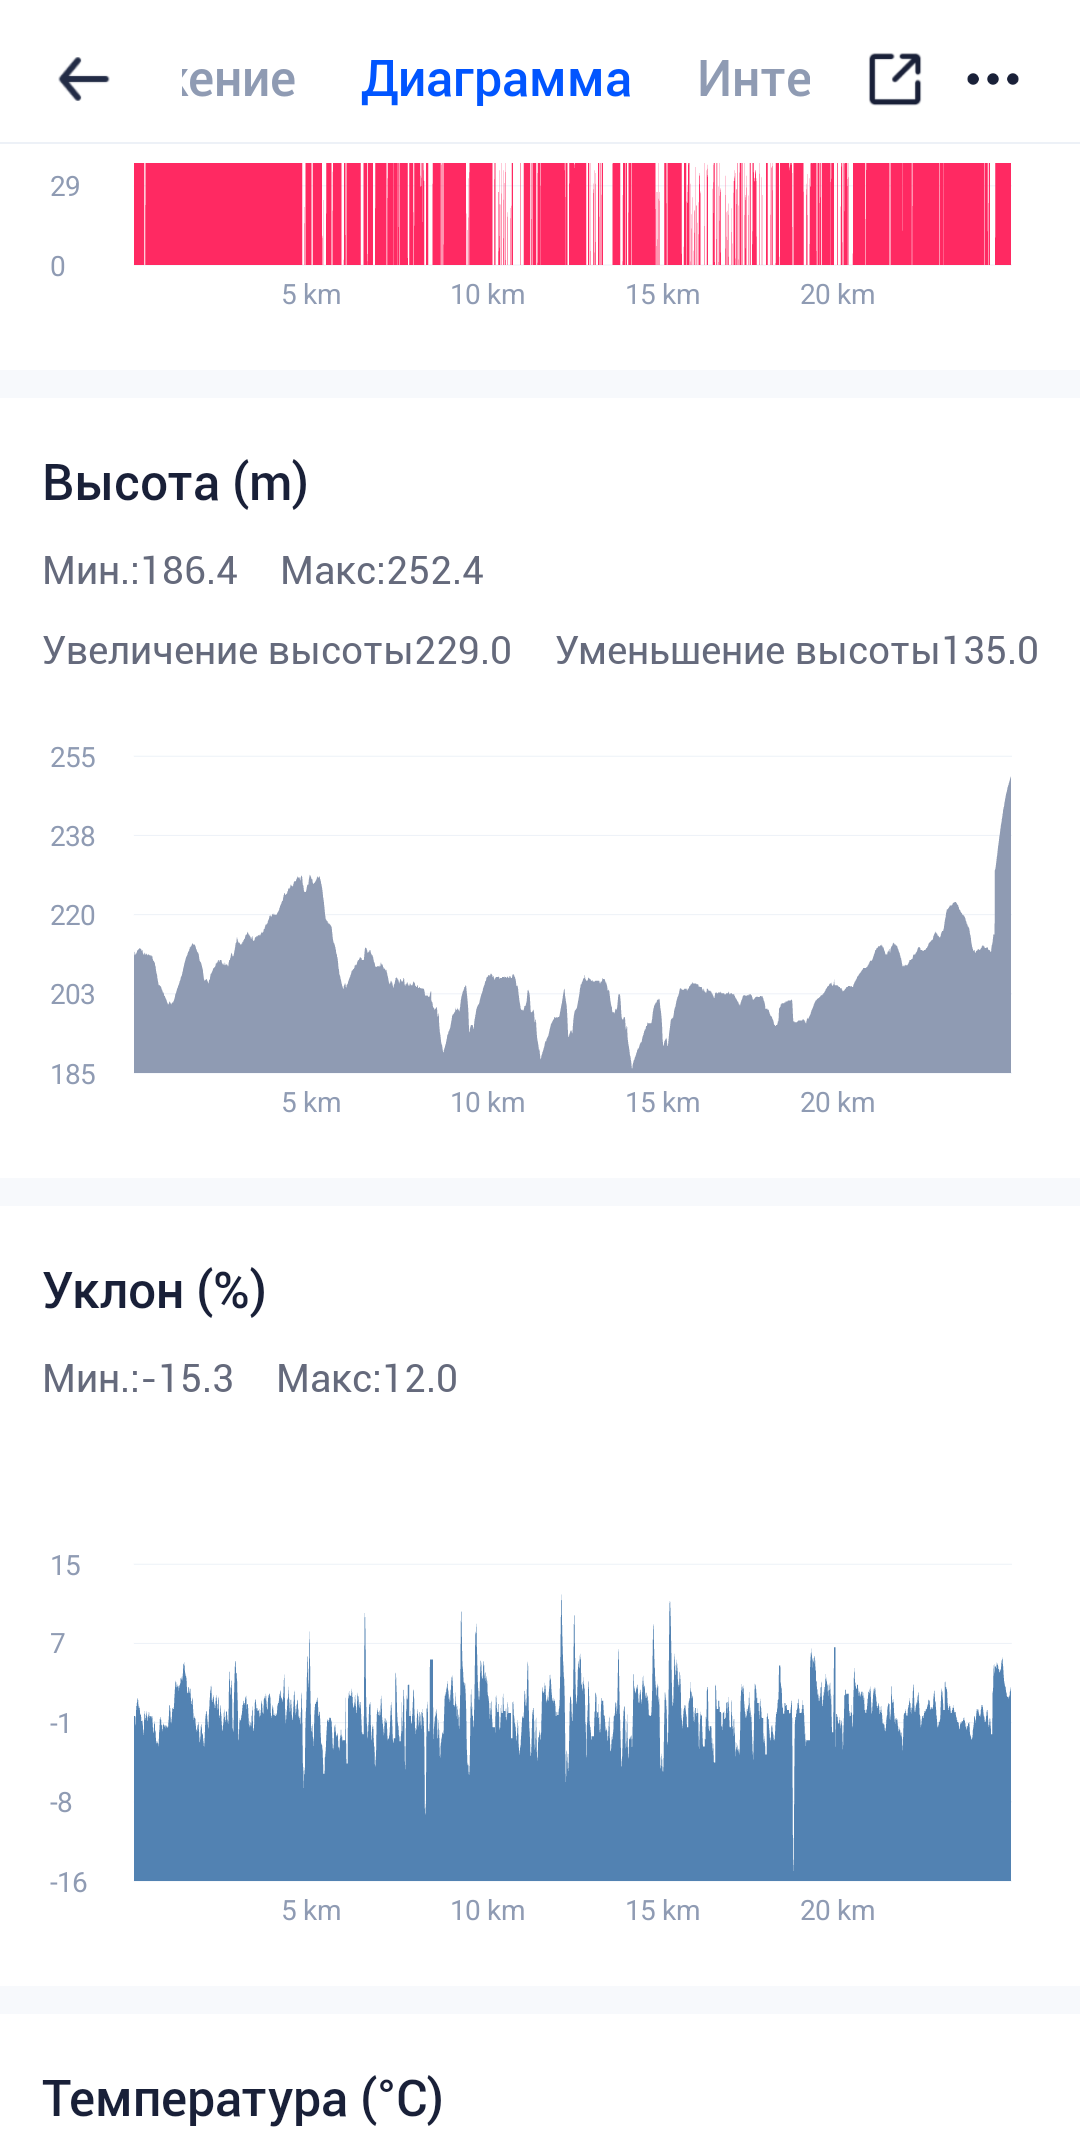 жение Диаграмма Инте
29
0
5 km 10 km 15 km 20 km
Высота (m)
Мин.:186.4 Макс:252.4
Увеличение высоты229.0 Уменьшение высоты135.0
255
238
220
203
185
5 km 10 km 15 km 20 km
Уклон (%)
Мин.:-15.3 Макс:12.0
15
7
-1
-8
-16
5 km 10 km 15 km 20 km
Температура (°C)